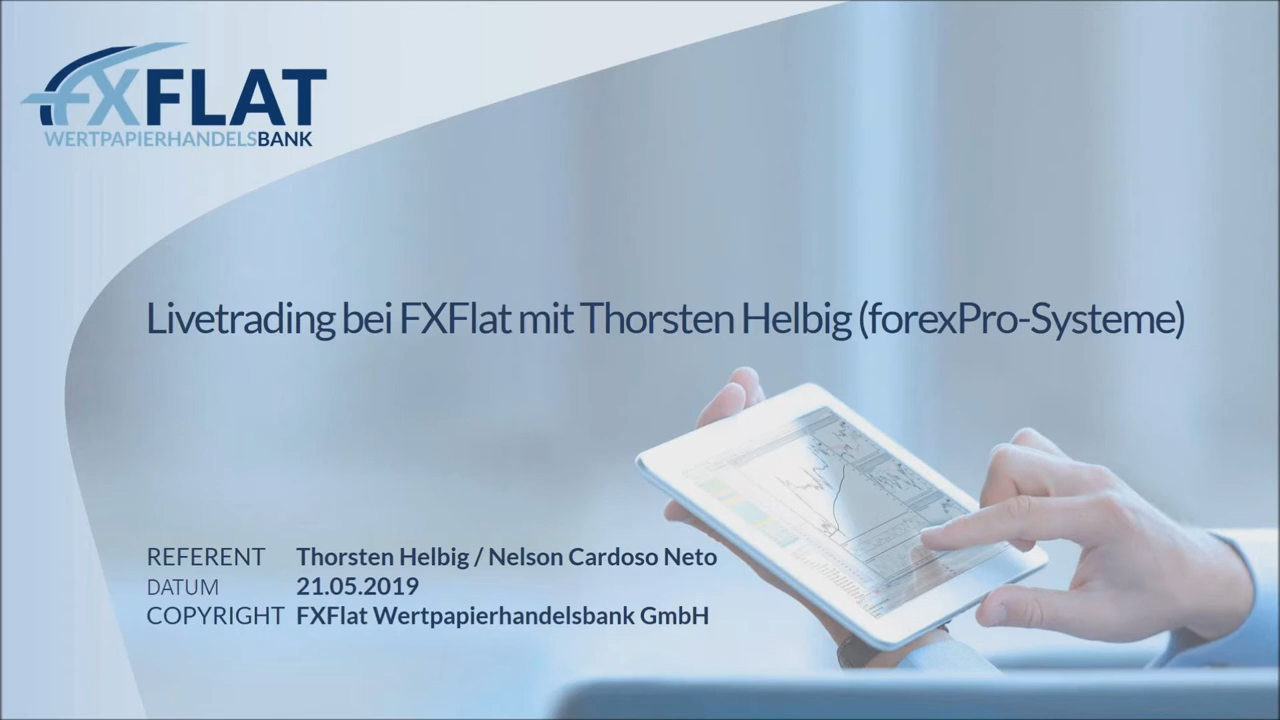 FXFLAT
WERTPAPIERHANDELSBANK
Livetrading bei FXFlat mit Thorsten Helbig (forexPro-Systeme)
REFERENT Thorsten Helbig / Nelson Cardoso Neto
DATUM 21.05.2019
COPYRIGHT FXFlat Wertpapierhandelsbank GmbH